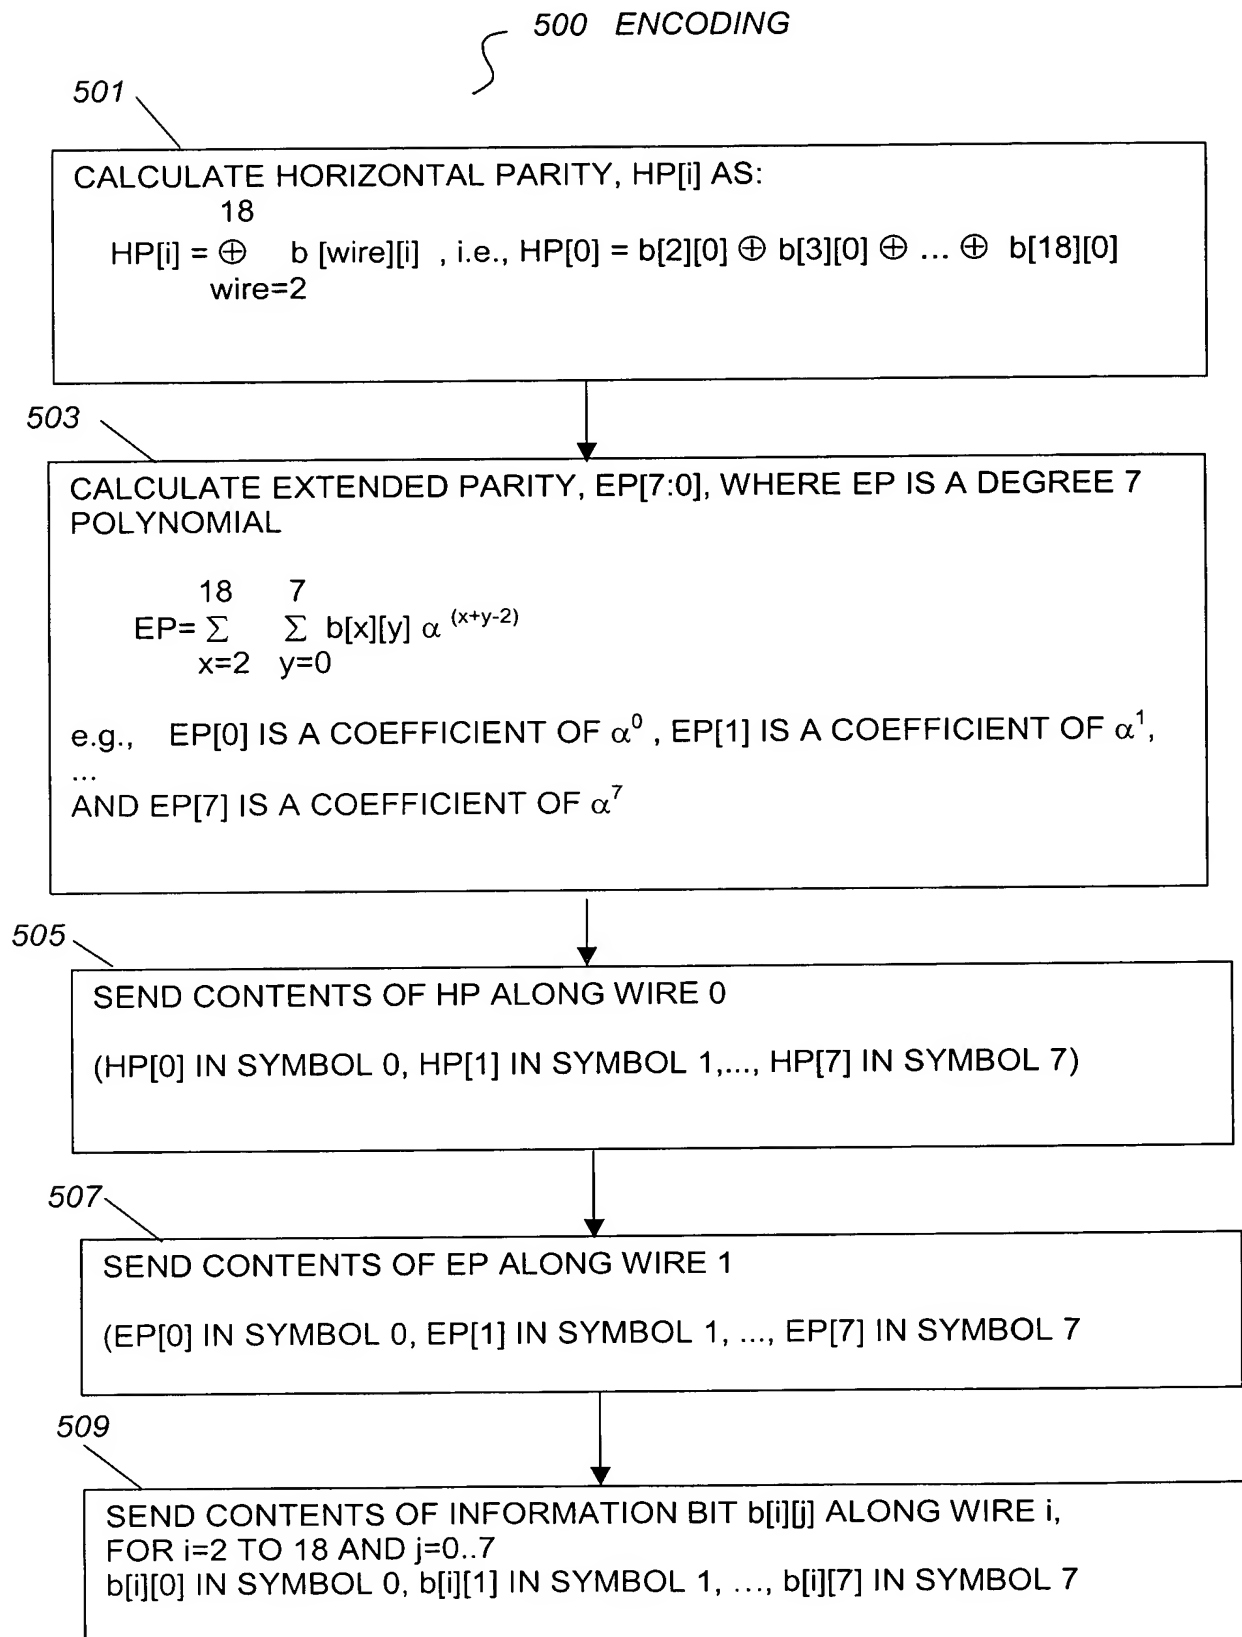 500 ENCODING
501
CALCULATE HORIZONTAL PARITY, HP[i] AS:
18
HP[i] = ⊕ b [wire][i] , i.e., HP[0] = b[2][0] ⊕ b[3][0] ⊕ ... ⊕ b[18][0]
wire=2
503
CALCULATE EXTENDED PARITY, EP[7:0], WHERE EP IS A DEGREE 7
POLYNOMIAL
18 7
EP= Σ Σ b[x][y] α ^(x+y-2)
x=2 y=0
e.g., EP[0] IS A COEFFICIENT OF α^0 , EP[1] IS A COEFFICIENT OF α^1,
...
AND EP[7] IS A COEFFICIENT OF α^7
505
SEND CONTENTS OF HP ALONG WIRE 0
(HP[0] IN SYMBOL 0, HP[1] IN SYMBOL 1,..., HP[7] IN SYMBOL 7)
507
SEND CONTENTS OF EP ALONG WIRE 1
(EP[0] IN SYMBOL 0, EP[1] IN SYMBOL 1, ..., EP[7] IN SYMBOL 7
509
SEND CONTENTS OF INFORMATION BIT b[i][j] ALONG WIRE i,
FOR i=2 TO 18 AND j=0..7
b[i][0] IN SYMBOL 0, b[i][1] IN SYMBOL 1, ..., b[i][7] IN SYMBOL 7